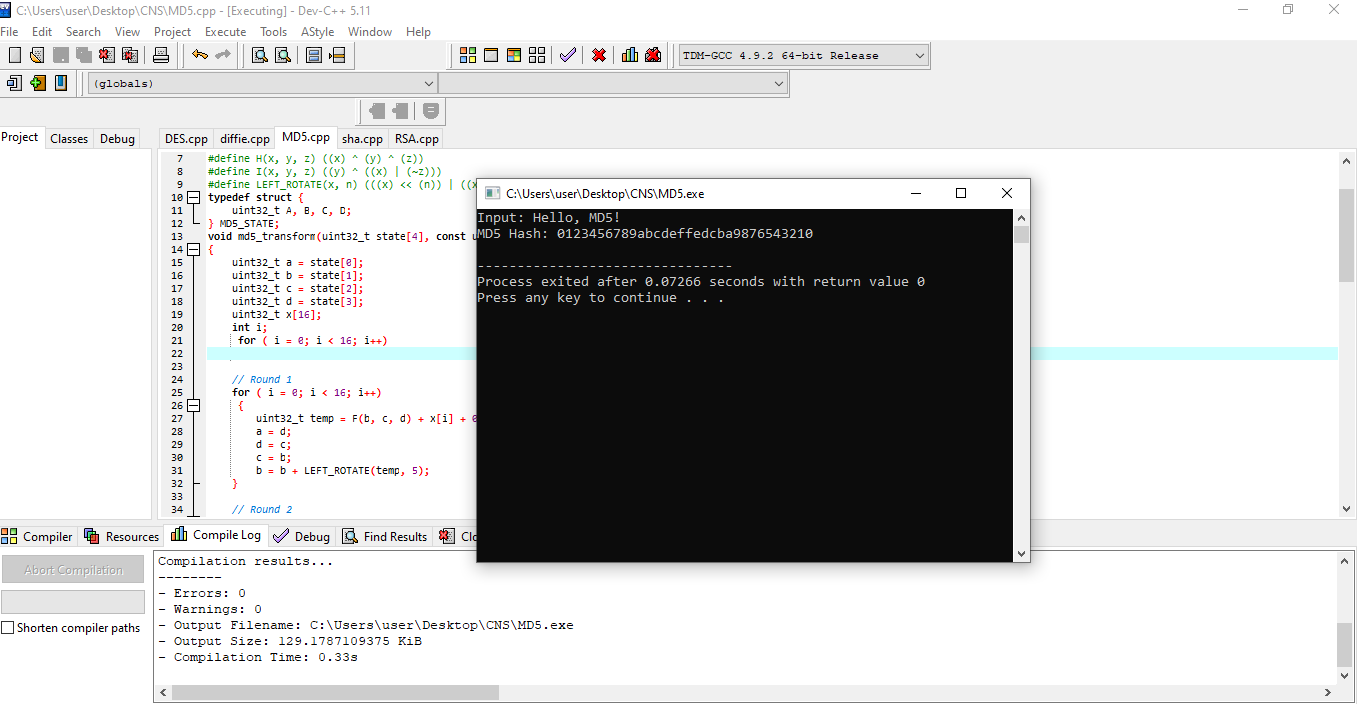 C:\Users\user\Desktop\CNS\MD5.cpp - [Executing] - Dev-C++ 5.11
File Edit Search View Project Execute Tools AStyle Window Help
TDM-GCC 4.9.2 64-bit Release
(globals)
Project Classes Debug
DES.cpp diffie.cpp MD5.cpp sha.cpp RSA.cpp
7 #define H(x, y, z) ((x) ^ (y) ^ (z))
8 #define I(x, y, z) ((y) ^ ((x) | (~z)))
9 #define LEFT_ROTATE(x, n) (((x) << (n)) | ((x
10 typedef struct {
11 uint32_t A, B, C, D;
12 } MD5_STATE;
13 void md5_transform(uint32_t state[4], const u
14 {
15 uint32_t a = state[0];
16 uint32_t b = state[1];
17 uint32_t c = state[2];
18 uint32_t d = state[3];
19 uint32_t x[16];
20 int i;
21 for ( i = 0; i < 16; i++)
22
23
24 // Round 1
25 for ( i = 0; i < 16; i++)
26 {
27 uint32_t temp = F(b, c, d) + x[i] + 0
28 a = d;
29 d = c;
30 c = b;
31 b = b + LEFT_ROTATE(temp, 5);
32 }
33
34 // Round 2
C:\Users\user\Desktop\CNS\MD5.exe
Input: Hello, MD5!
MD5 Hash: 0123456789abcdeffedcba9876543210
--------------------------------
Process exited after 0.07266 seconds with return value 0
Press any key to continue . . .
Compiler Resources Compile Log Debug Find Results Clo
Abort Compilation
Shorten compiler paths
Compilation results...
--------
- Errors: 0
- Warnings: 0
- Output Filename: C:\Users\user\Desktop\CNS\MD5.exe
- Output Size: 129.1787109375 KiB
- Compilation Time: 0.33s